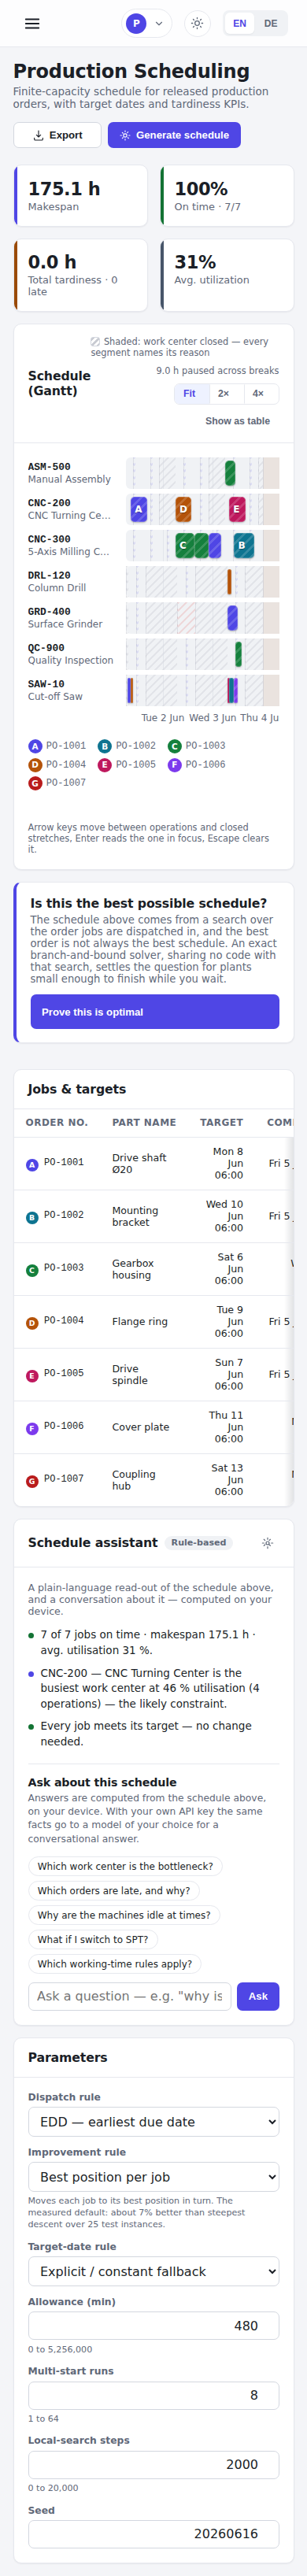 P
EN DE
Production Scheduling
Finite-capacity schedule for released production
orders, with target dates and tardiness KPIs.
Export
Generate schedule
175.1 h
Makespan
100%
On time · 7/7
0.0 h
Total tardiness · 0
late
31%
Avg. utilization
Schedule
(Gantt)
Shaded: work center closed — every
segment names its reason
9.0 h paused across breaks
Fit 2× 4×
Show as table
ASM-500
Manual Assembly
CNC-200
CNC Turning Ce…
A D E
CNC-300
5-Axis Milling C…
C B
DRL-120
Column Drill
GRD-400
Surface Grinder
QC-900
Quality Inspection
SAW-10
Cut-off Saw
Tue 2 Jun Wed 3 Jun Thu 4 Ju
A PO-1001 B PO-1002 C PO-1003
D PO-1004 E PO-1005 F PO-1006
G PO-1007
Arrow keys move between operations and closed
stretches, Enter reads the one in focus, Escape clears
it.
Is this the best possible schedule?
The schedule above comes from a search over
the order jobs are dispatched in, and the best
order is not always the best schedule. An exact
branch-and-bound solver, sharing no code with
that search, settles the question for plants
small enough to finish while you wait.
Prove this is optimal
Jobs & targets
ORDER NO. PART NAME TARGET COM
A PO-1001 Drive shaft Ø20 Mon 8 Jun 06:00 Fri 5
B PO-1002 Mounting bracket Wed 10 Jun 06:00 Fri 5
C PO-1003 Gearbox housing Sat 6 Jun 06:00
D PO-1004 Flange ring Tue 9 Jun 06:00 Fri 5
E PO-1005 Drive spindle Sun 7 Jun 06:00 Fri 5
F PO-1006 Cover plate Thu 11 Jun 06:00
G PO-1007 Coupling hub Sat 13 Jun 06:00
Schedule assistant Rule-based
A plain-language read-out of the schedule above,
and a conversation about it — computed on your
device.
7 of 7 jobs on time · makespan 175.1 h ·
avg. utilisation 31 %.
CNC-200 — CNC Turning Center is the
busiest work center at 46 % utilisation (4
operations) — the likely constraint.
Every job meets its target — no change
needed.
Ask about this schedule
Answers are computed from the schedule above,
on your device. With your own API key the same
facts go to a model of your choice for a
conversational answer.
Which work center is the bottleneck?
Which orders are late, and why?
Why are the machines idle at times?
What if I switch to SPT?
Which working-time rules apply?
Ask a question — e.g. "why is
Ask
Parameters
Dispatch rule
EDD — earliest due date
Improvement rule
Best position per job
Moves each job to its best position in turn. The
measured default: about 7% better than steepest
descent over 25 test instances.
Target-date rule
Explicit / constant fallback
Allowance (min)
480
0 to 5,256,000
Multi-start runs
8
1 to 64
Local-search steps
2000
0 to 20,000
Seed
20260616